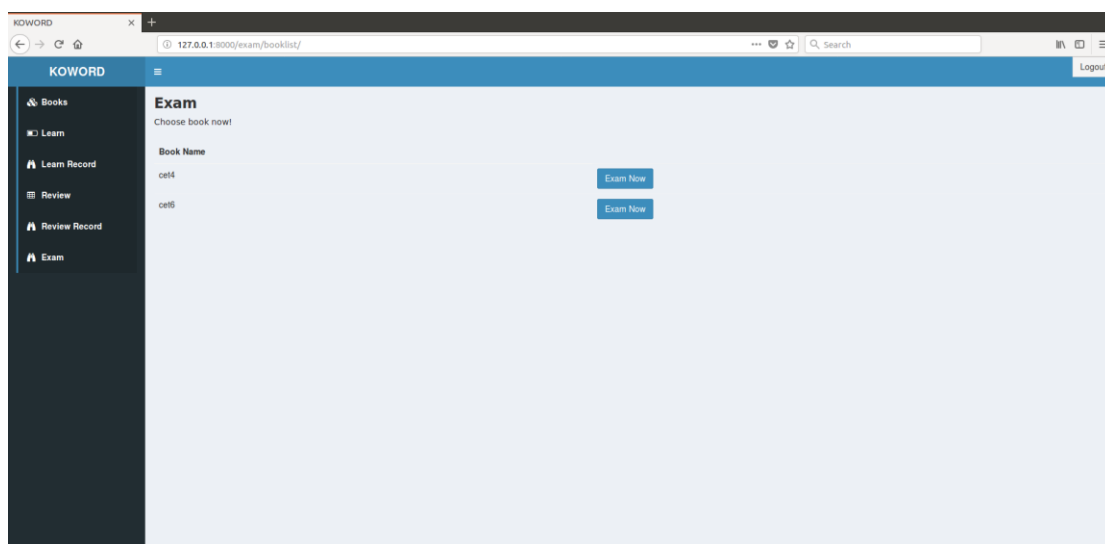 KOWORD
127.0.0.1:8000/exam/booklist/
Search
KOWORD
Logout
Books
Learn
Learn Record
Review
Review Record
Exam
Exam
Choose book now!
Book Name
cet4 Exam Now
cet6 Exam Now